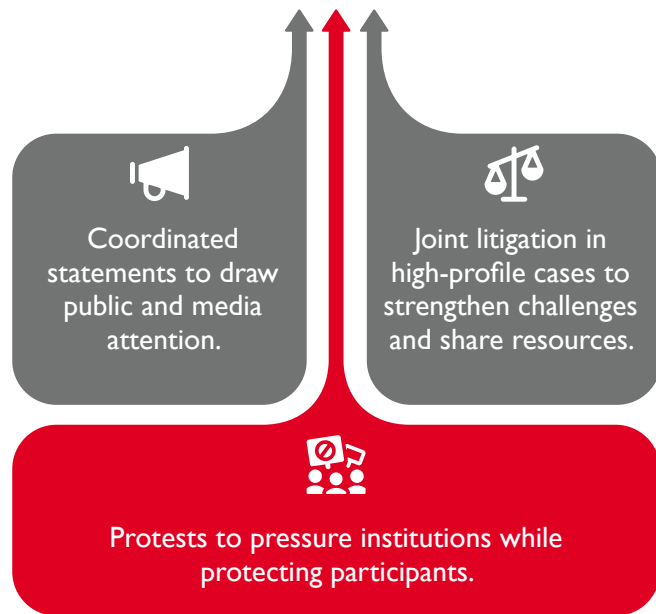 Coordinated
statements to draw
public and media
attention.
Joint litigation in
high-profile cases to
strengthen challenges
and share resources.
Protests to pressure institutions while
protecting participants.